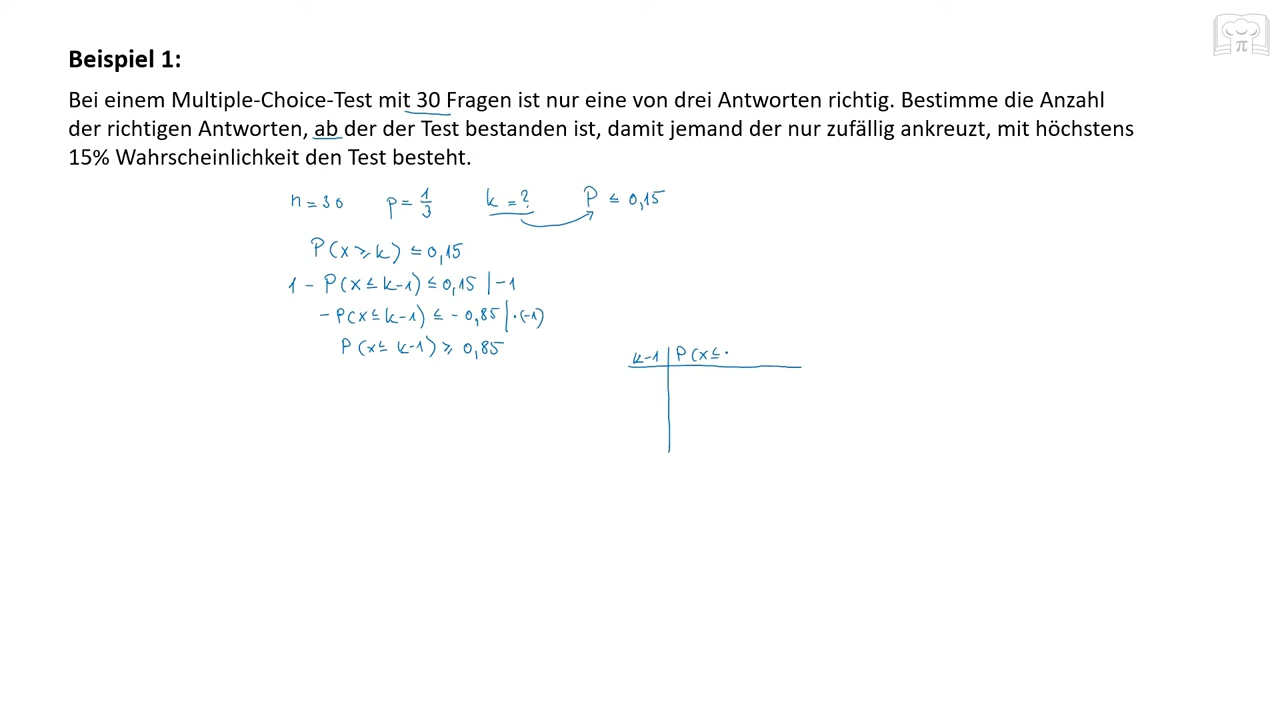 Beispiel 1:
Bei einem Multiple-Choice-Test mit 30 Fragen ist nur eine von drei Antworten richtig. Bestimme die Anzahl
der richtigen Antworten, ab der der Test bestanden ist, damit jemand der nur zufällig ankreuzt, mit höchstens
15% Wahrscheinlichkeit den Test besteht.
n = 30 p = 1/3 k = ? P ≤ 0,15
P(x ≥ k) ≤ 0,15
1 - P(x ≤ k-1) ≤ 0,15 | -1
- P(x ≤ k-1) ≤ - 0,85 | ·(-1)
P(x ≤ k-1) ≥ 0,85
k-1 | P(x ≤
π